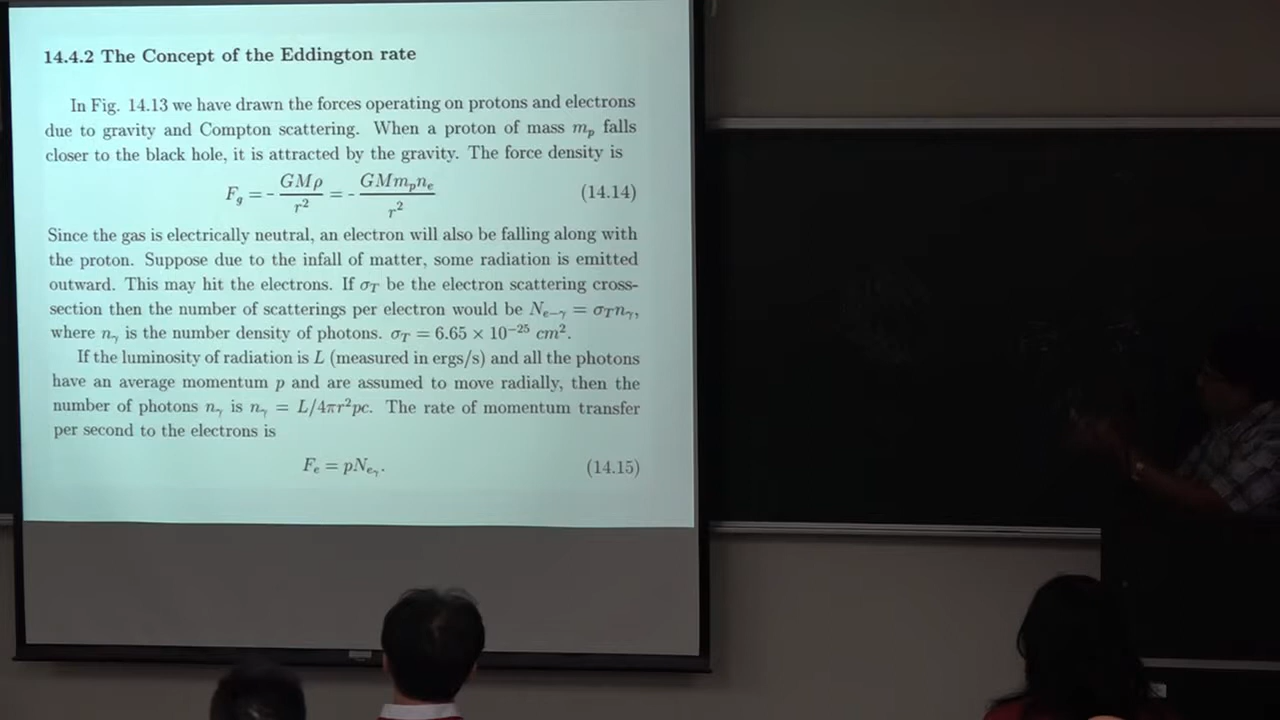 14.4.2 The Concept of the Eddington rate
In Fig. 14.13 we have drawn the forces operating on protons and electrons
due to gravity and Compton scattering. When a proton of mass mₚ falls
closer to the black hole, it is attracted by the gravity. The force density is
F_g = - GMρ / r² = - GMm_pn_e / r² (14.14)
Since the gas is electrically neutral, an electron will also be falling along with
the proton. Suppose due to the infall of matter, some radiation is emitted
outward. This may hit the electrons. If σ_T be the electron scattering cross-
section then the number of scatterings per electron would be N_{e−γ} = σ_Tn_γ,
where n_γ is the number density of photons. σ_T = 6.65 × 10⁻²⁵ cm².
If the luminosity of radiation is L (measured in ergs/s) and all the photons
have an average momentum p and are assumed to move radially, then the
number of photons n_γ is n_γ = L/4πr²pc. The rate of momentum transfer
per second to the electrons is
F_e = pN_{eγ}. (14.15)